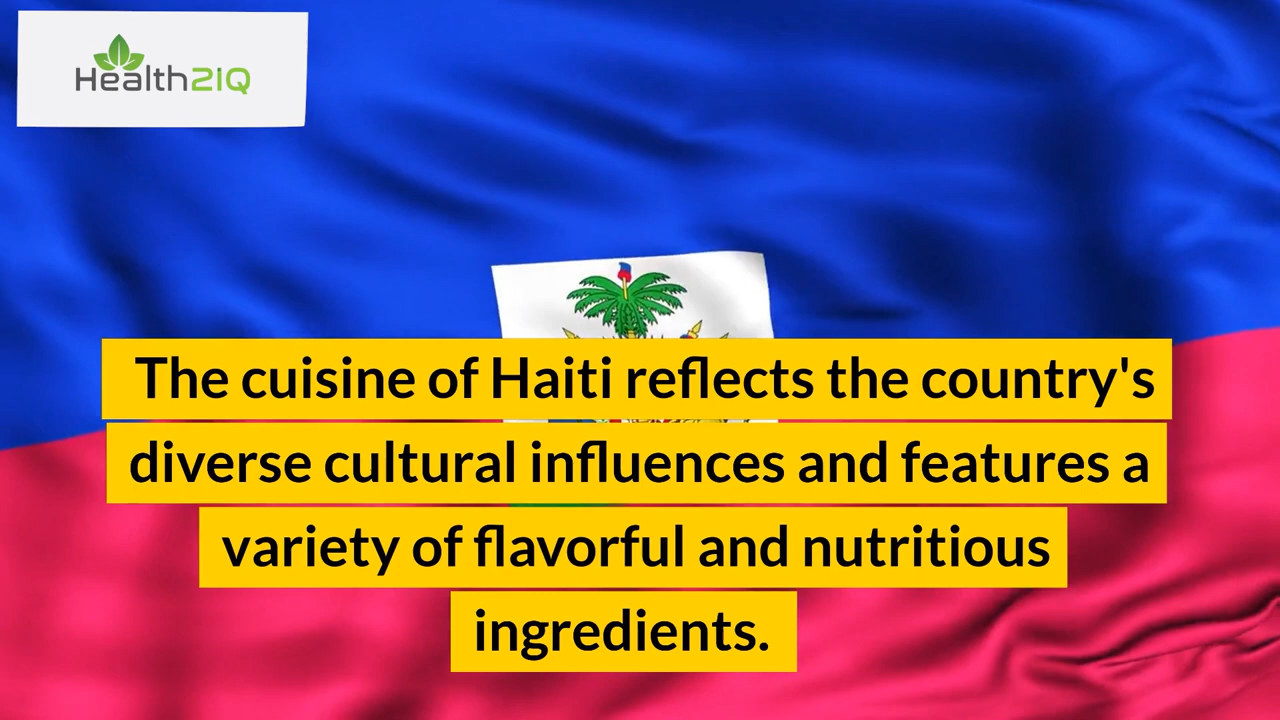 Health2IQ
The cuisine of Haiti reflects the country's
diverse cultural influences and features a
variety of flavorful and nutritious
ingredients.